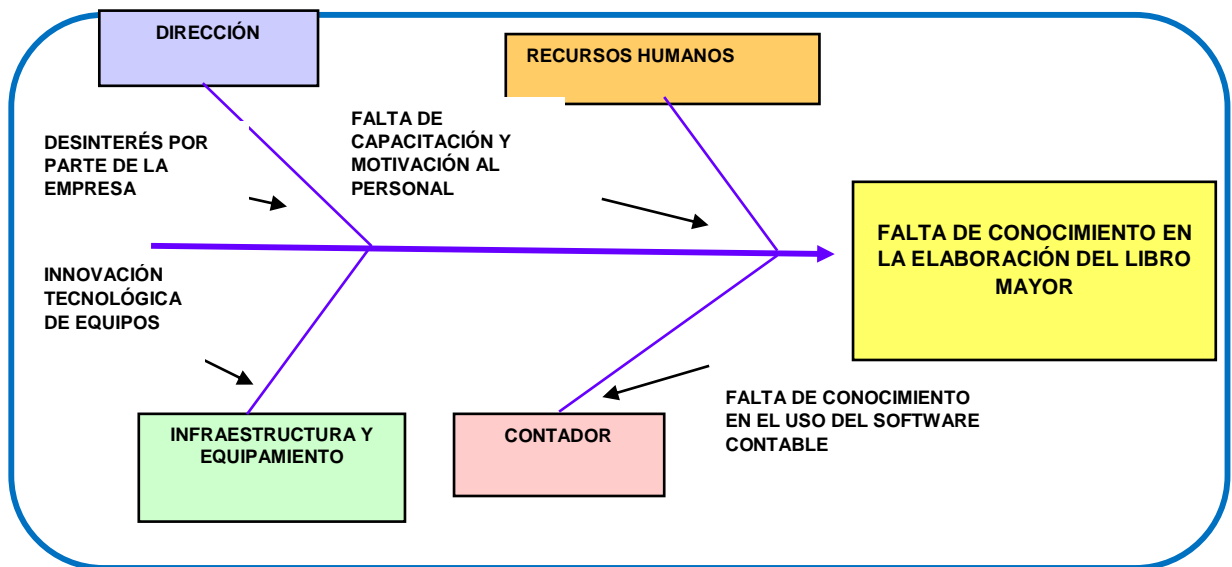 DIRECCIÓN
RECURSOS HUMANOS
DESINTERÉS POR
PARTE DE LA
EMPRESA
FALTA DE
CAPACITACIÓN Y
MOTIVACIÓN AL
PERSONAL
FALTA DE CONOCIMIENTO EN
LA ELABORACIÓN DEL LIBRO
MAYOR
INNOVACIÓN
TECNOLÓGICA
DE EQUIPOS
INFRAESTRUCTURA Y
EQUIPAMIENTO
CONTADOR
FALTA DE CONOCIMIENTO
EN EL USO DEL SOFTWARE
CONTABLE